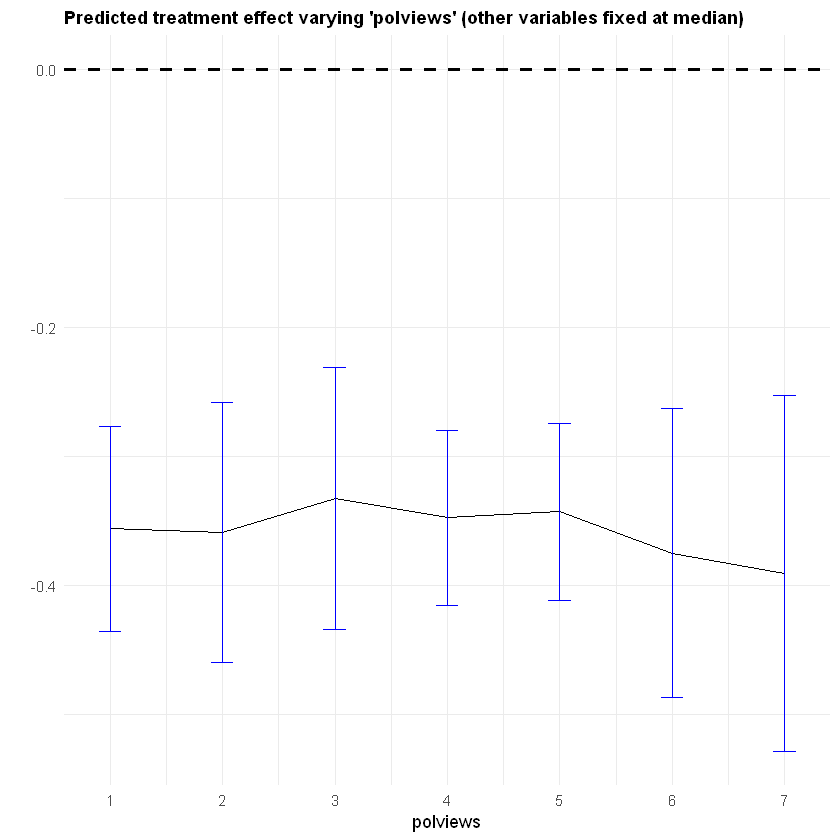 Predicted treatment effect varying 'polviews' (other variables fixed at median)
0.0
-0.2
-0.4
1 2 3 4 5 6 7
polviews